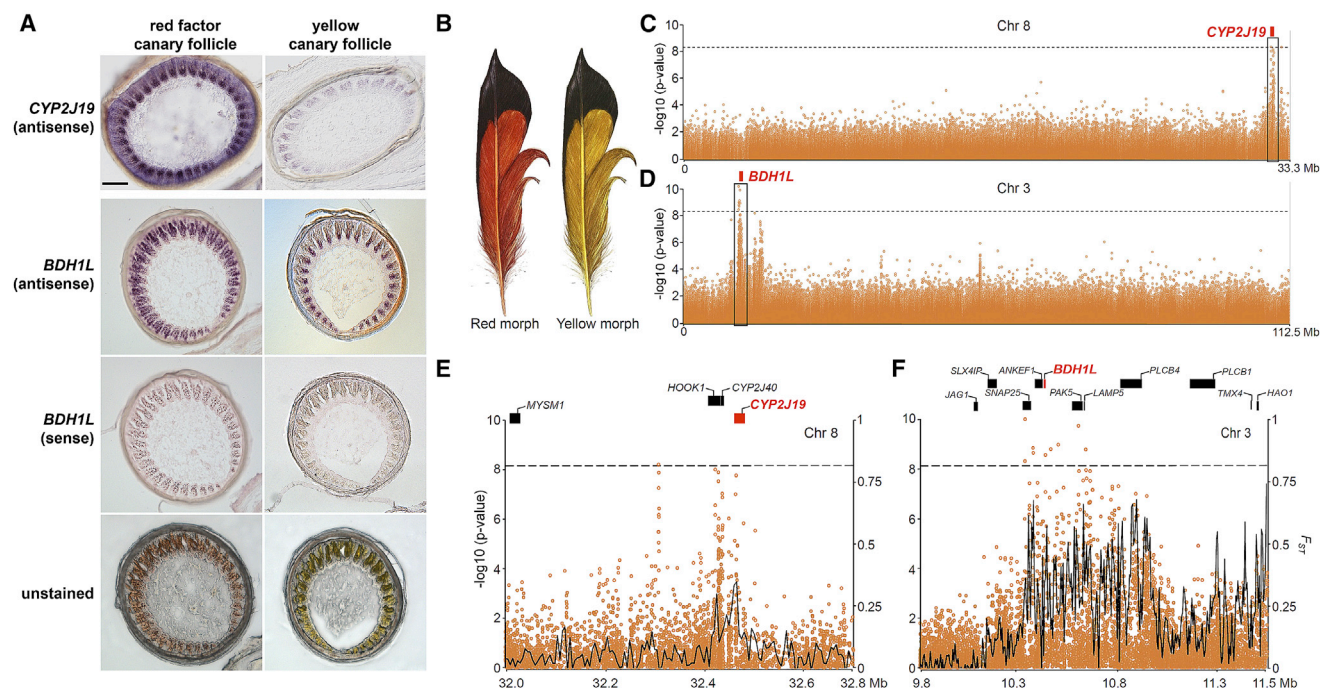 A
red factor
canary follicle
yellow
canary follicle
CYP2J19
(antisense)
BDH1L
(antisense)
BDH1L
(sense)
unstained
B
Red morph
Yellow morph
C
Chr 8
CYP2J19
-log10 (p-value)
10
8
6
4
2
0
0
33.3 Mb
D
BDH1L
Chr 3
-log10 (p-value)
10
8
6
4
2
0
0
112.5 Mb
E
MYSM1
HOOK1
CYP2J40
CYP2J19
Chr 8
-log10 (p-value)
10
8
6
4
2
0
1
0.75
0.5
0.25
0
32.0
32.2
32.4
32.6
32.8 Mb
F
SLX4IP
ANKEF1
BDH1L
PLCB4
PLCB1
JAG1
SNAP25
PAK5
LAMP5
TMX4
HAO1
Chr 3
10
8
6
4
2
0
1
0.75
0.5
0.25
0
FST
9.8
10.3
10.8
11.3
11.5 Mb